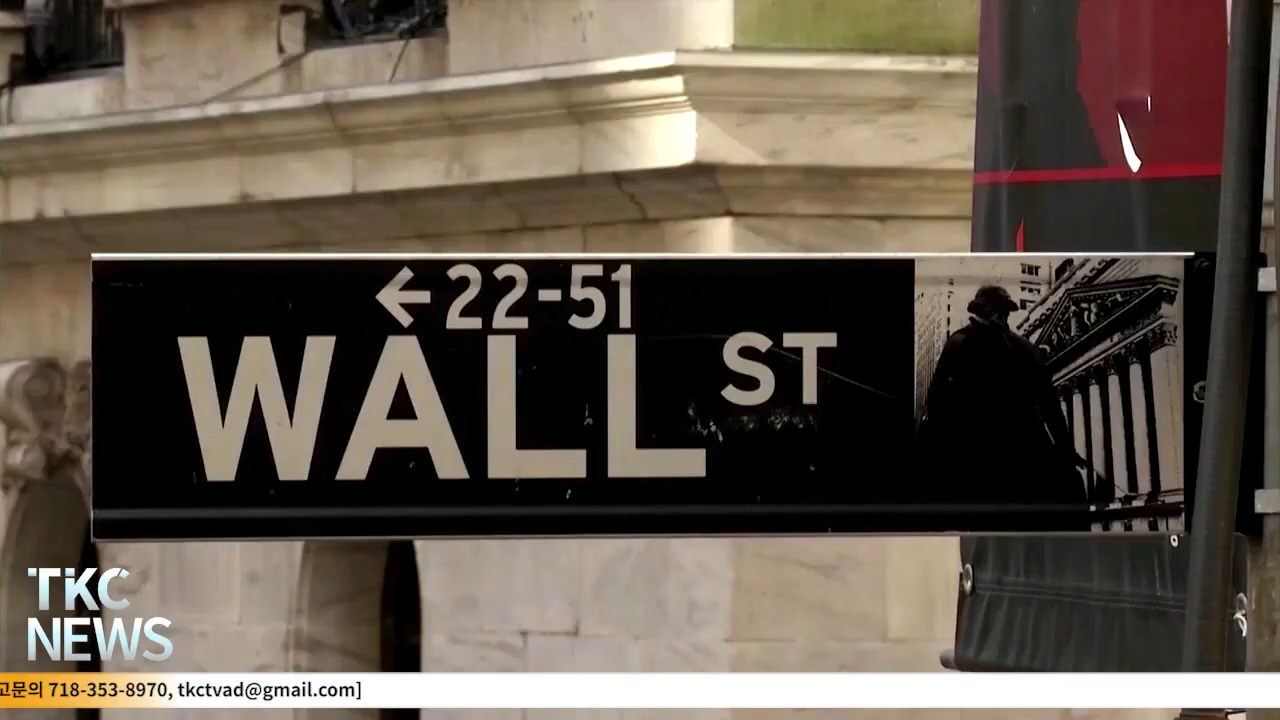 ←22-51
WALL ST
TKC
NEWS
고문의 718-353-8970, tkctvad@gmail.com]